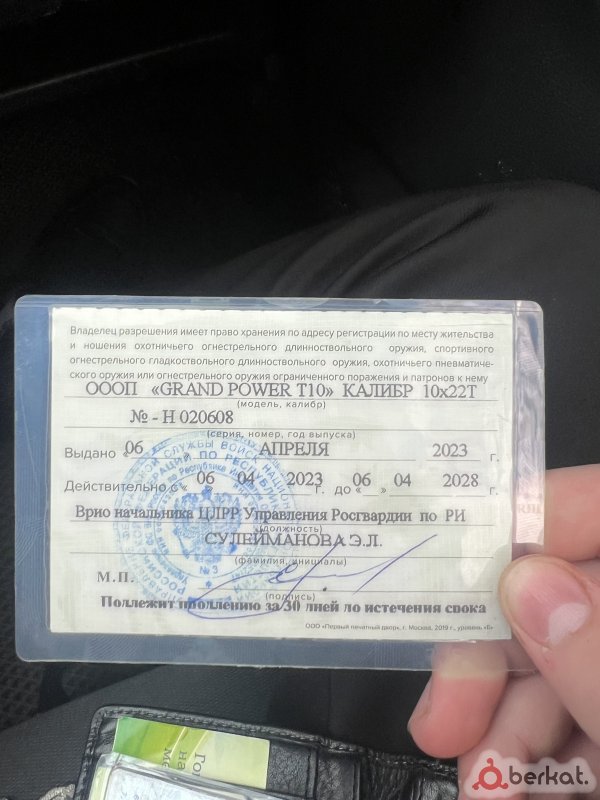 Владелец разрешения имеет право хранения по адресу регистрации по месту жительства
и ношения охотничьего огнестрельного длинноствольного оружия, спортивного
огнестрельного гладкоствольного длинноствольного оружия, охотничьего пневматиче-
ского оружия или огнестрельного оружия ограниченного поражения и патронов к нему
ОООП «GRAND POWER T10» КАЛИБР 10x22T
(модель, калибр)
№ - Н 020608
(серия, номер, год выпуска)
Выдано «06 АПРЕЛЯ 2023 г.
Действительно с «06 04 2023 г. до «06 » 04 2028 г.
Врио начальника ЦЛРР Управления Росгвардии по РИ
(должность)
СУЛЕЙМАНОВА Э.Л.
(фамилия, инициалы)
М.П.
(подпись)
за 30 дней до истечения
ООО «Первый печатный двор», г. Москва, 2019 г., уровень «Б»
№ 3
berkat.